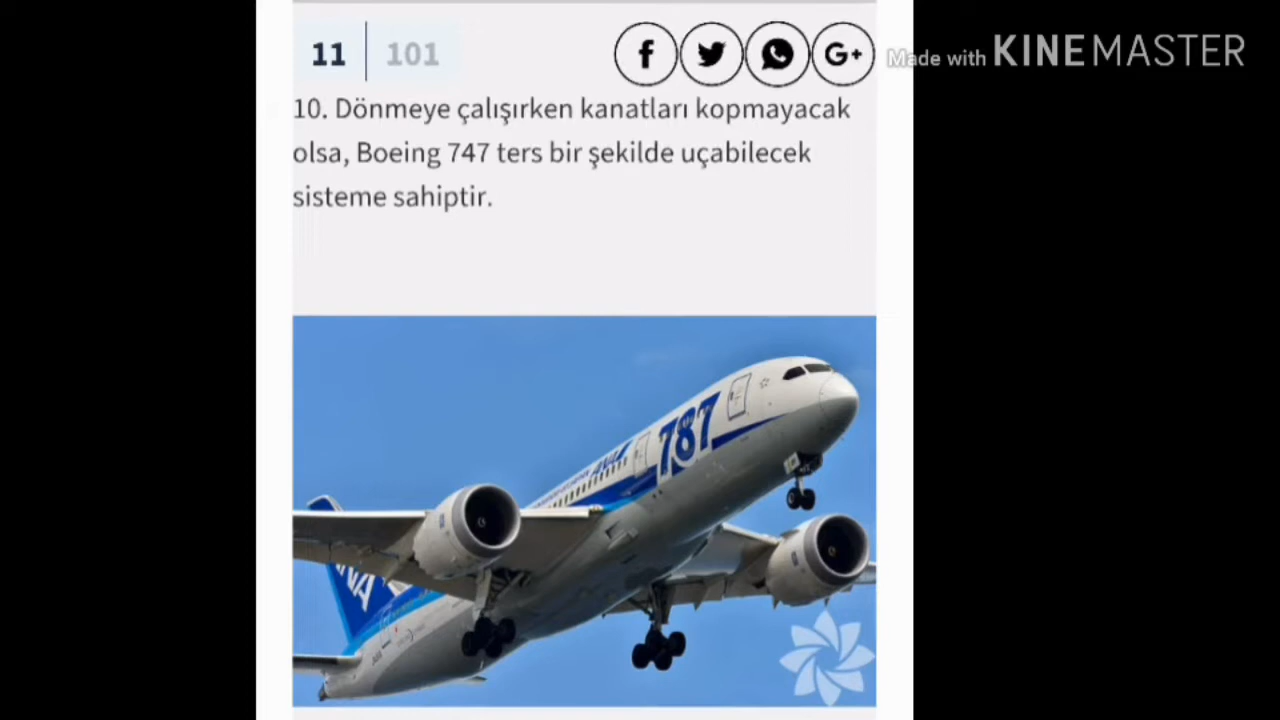 11 101
f G+
Made with KINEMASTER
10. Dönmeye çalışırken kanatları kopmayacak
olsa, Boeing 747 ters bir şekilde uçabilecek
sisteme sahiptir.
787
ANA